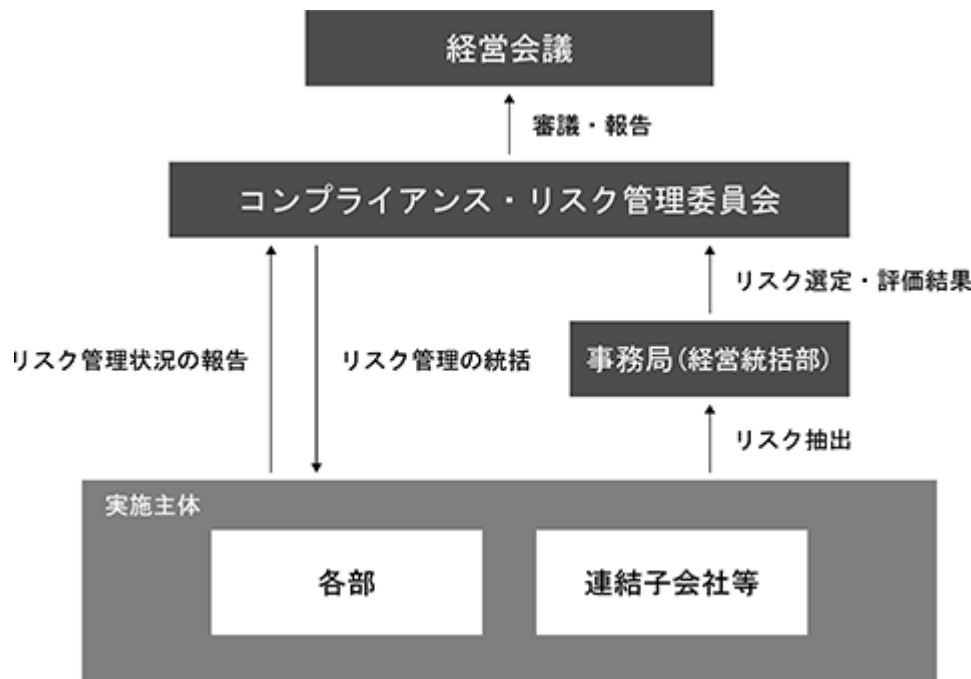 経営会議
審議・報告
コンプライアンス・リスク管理委員会
リスク選定・評価結果
事務局(経営統括部)
リスク管理状況の報告
リスク管理の統括
リスク抽出
実施主体
各部
連結子会社等